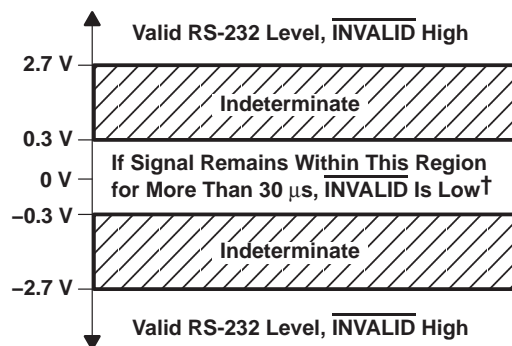 Valid RS-232 Level, INVALID High
2.7 V
Indeterminate
0.3 V
If Signal Remains Within This Region
0 V
for More Than 30 μs, INVALID Is Low†
−0.3 V
Indeterminate
−2.7 V
Valid RS-232 Level, INVALID High